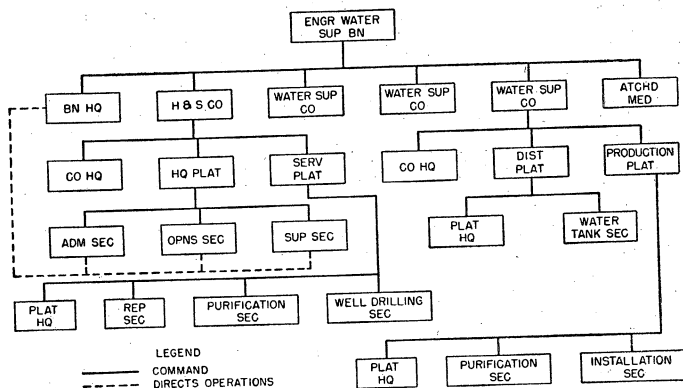 ENGR WATER
SUP BN
BN HQ
H & S CO
WATER SUP
CO
WATER SUP
CO
WATER SUP
CO
ATCHD
MED
CO HQ
HQ PLAT
SERV
PLAT
CO HQ
DIST
PLAT
PRODUCTION
PLAT
ADM SEC
OPNS SEC
SUP SEC
PLAT
HQ
WATER
TANK SEC
PLAT
HQ
REP
SEC
PURIFICATION
SEC
WELL DRILLING
SEC
PLAT
HQ
PURIFICATION
SEC
INSTALLATION
SEC
LEGEND
COMMAND
DIRECTS OPERATIONS